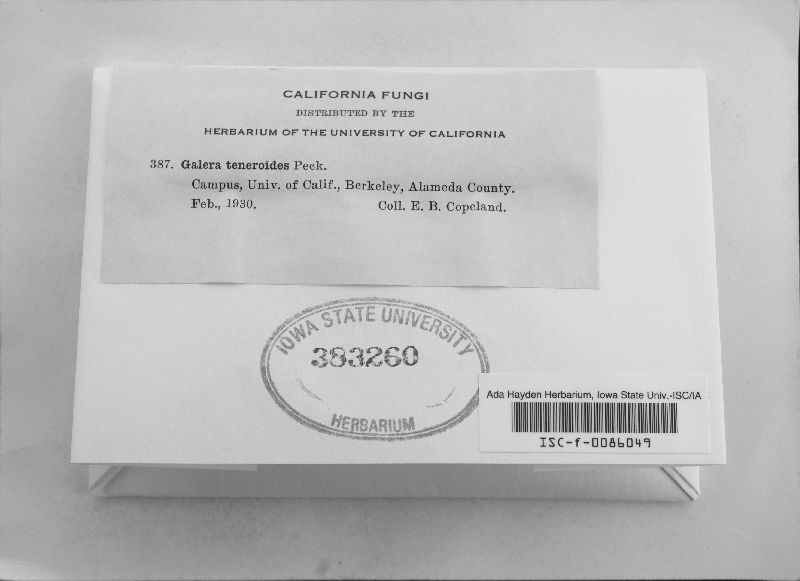 CALIFORNIA FUNGI
DISTRIBUTED BY THE
HERBARIUM OF THE UNIVERSITY OF CALIFORNIA
387. Galera teneroides Peck.
Campus, Univ. of Calif., Berkeley, Alameda County.
Feb., 1930. Coll. E. B. Copeland.
IOWA STATE UNIVERSITY
383260
HERBARIUM
Ada Hayden Herbarium, Iowa State Univ.-ISC/IA
ISC-f-0086049